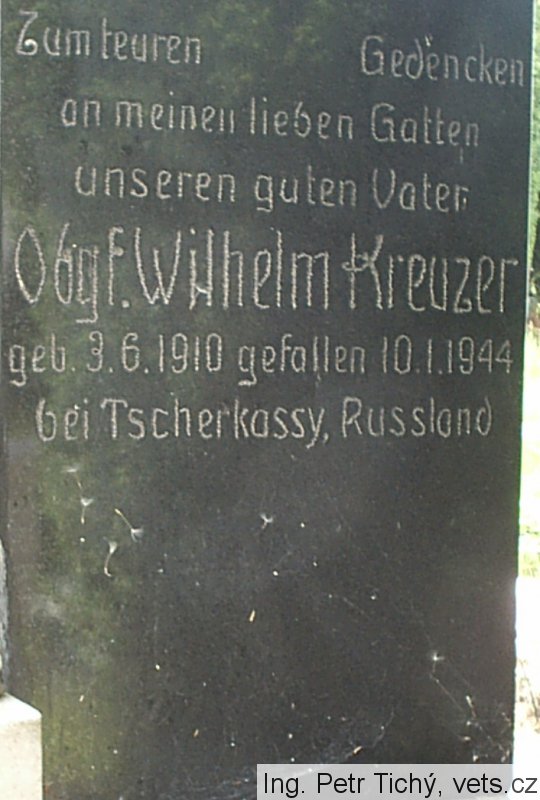 Zum teuren Gedencken
an meinen lieben Gatten
unseren guten Vater
Obgf. Wilhelm Kreuzer
geb. 3.6.1910 gefallen 10.1.1944
bei Tscherkassy, Russland
Ing. Petr Tichý, vets.cz